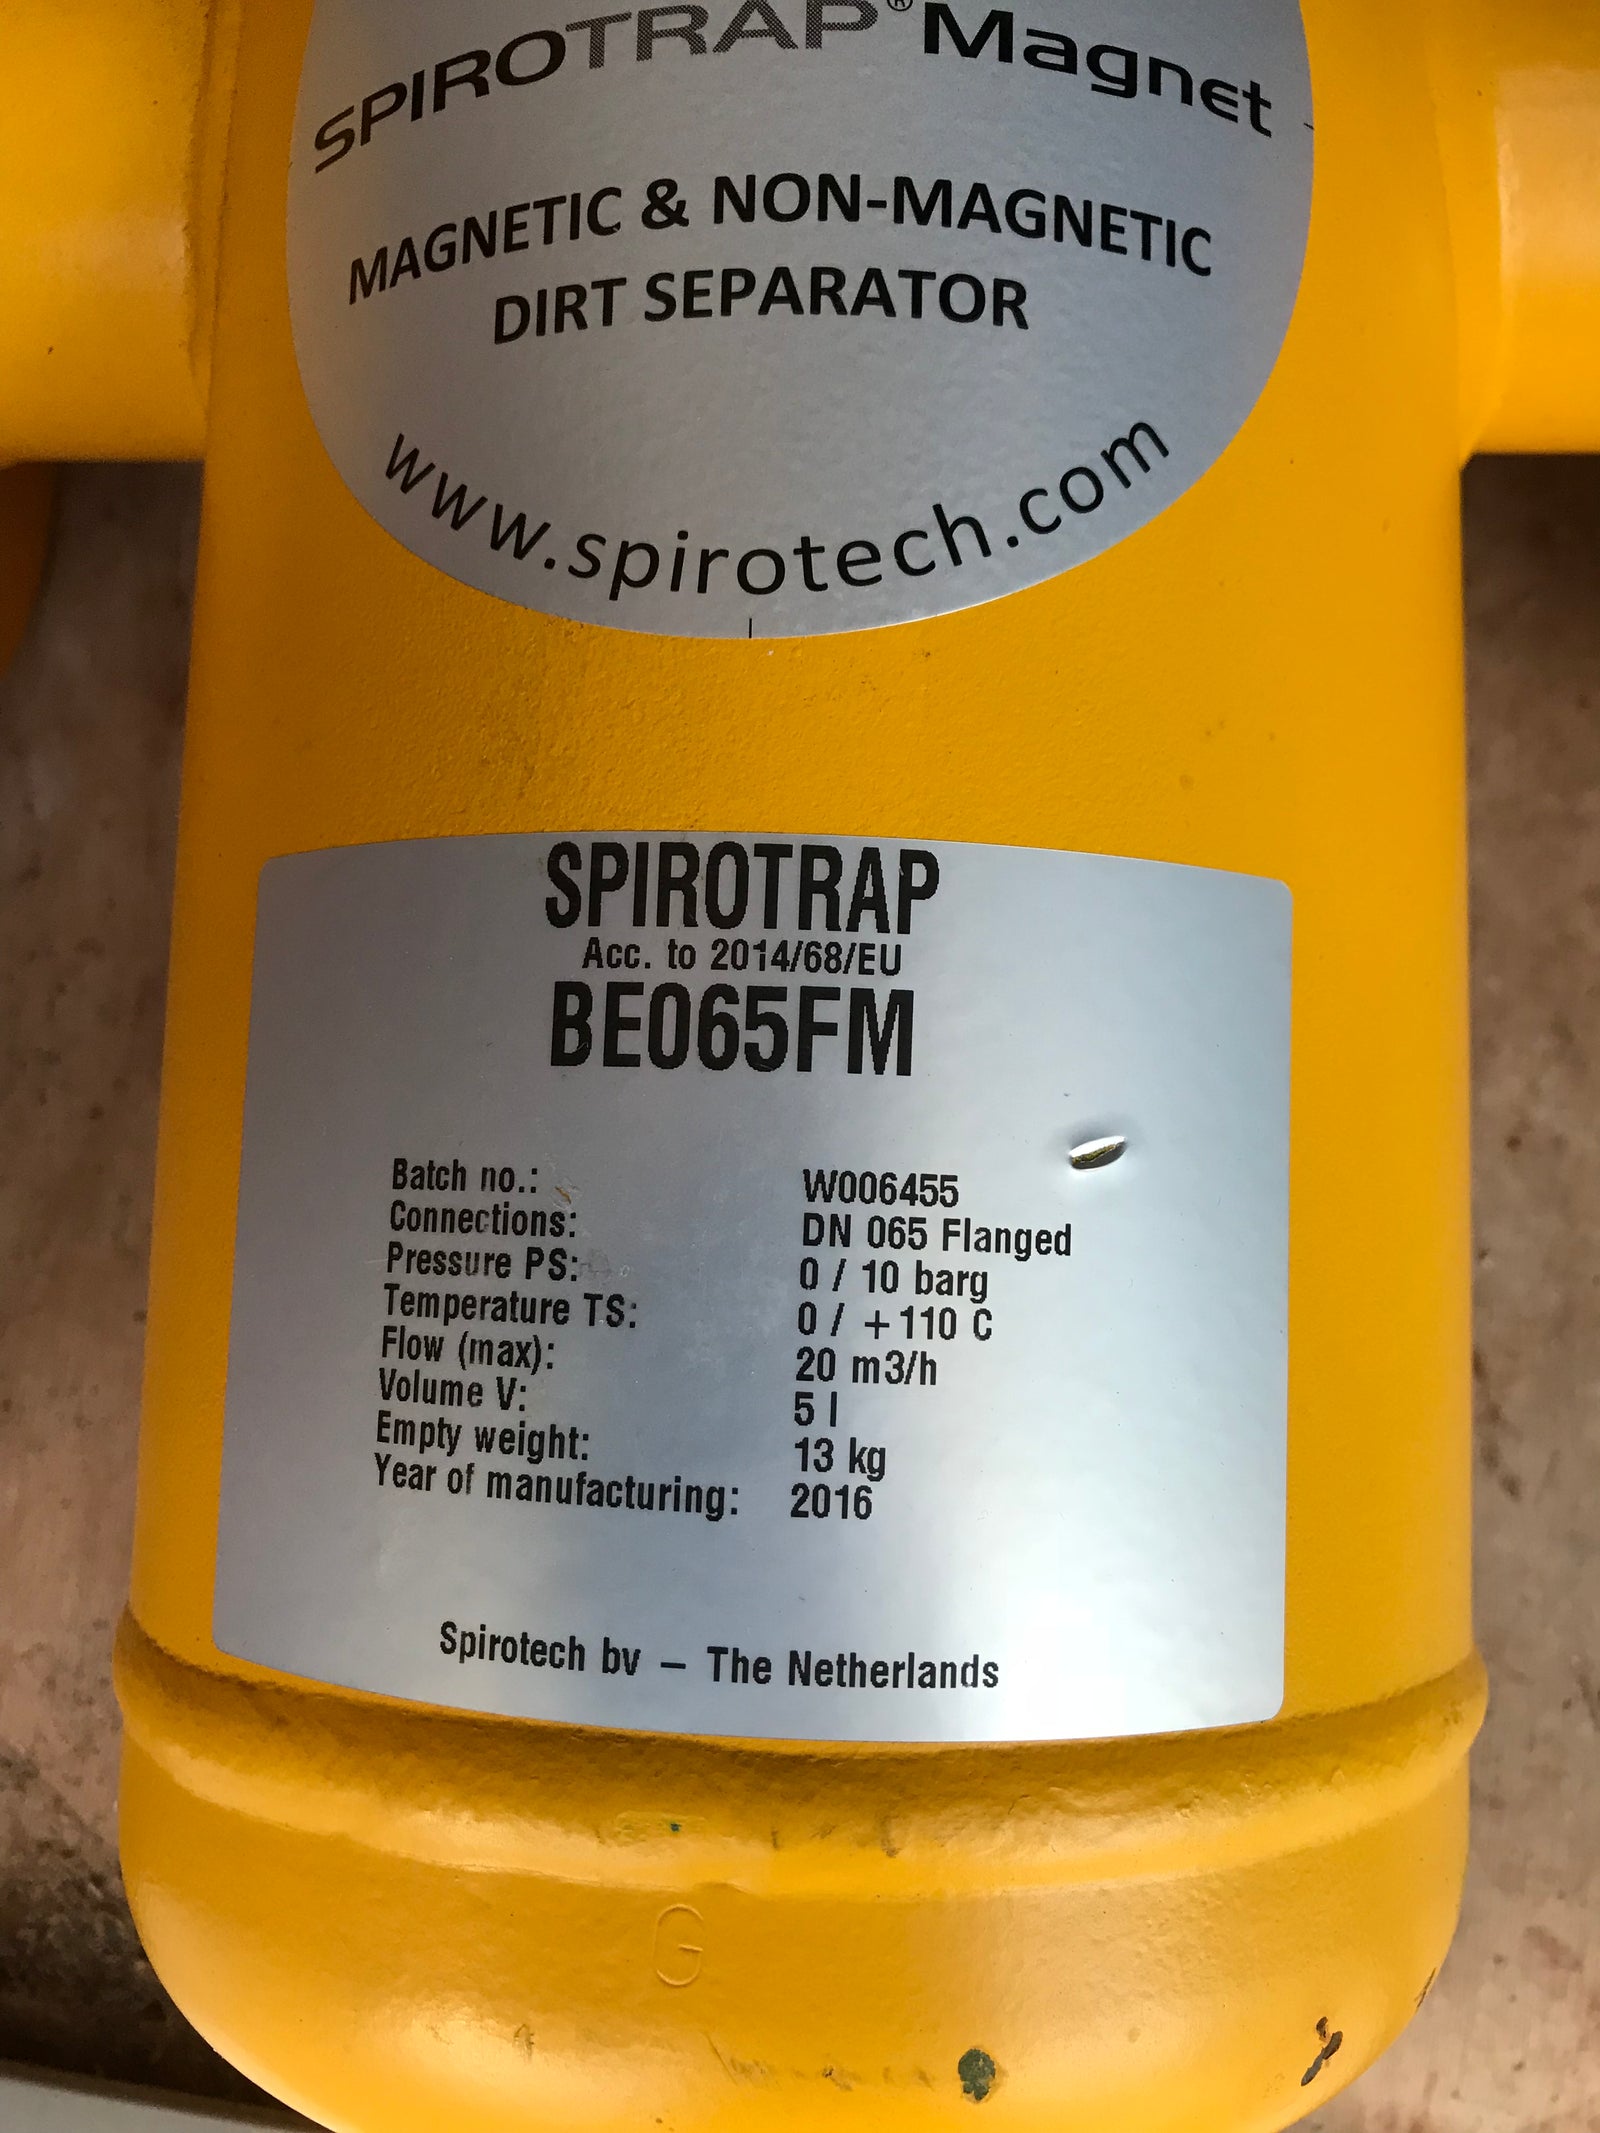 SPIROTRAP® Magnet
MAGNETIC & NON-MAGNETIC
DIRT SEPARATOR
www.spirotech.com
SPIROTRAP
Acc. to 2014/68/EU
BE065FM
Batch no.: W006455
Connections: DN 065 Flanged
Pressure PS: 0 / 10 barg
Temperature TS: 0 / +110 C
Flow (max): 20 m3/h
Volume V: 5 l
Empty weight: 13 kg
Year of manufacturing: 2016
Spirotech bv – The Netherlands
G